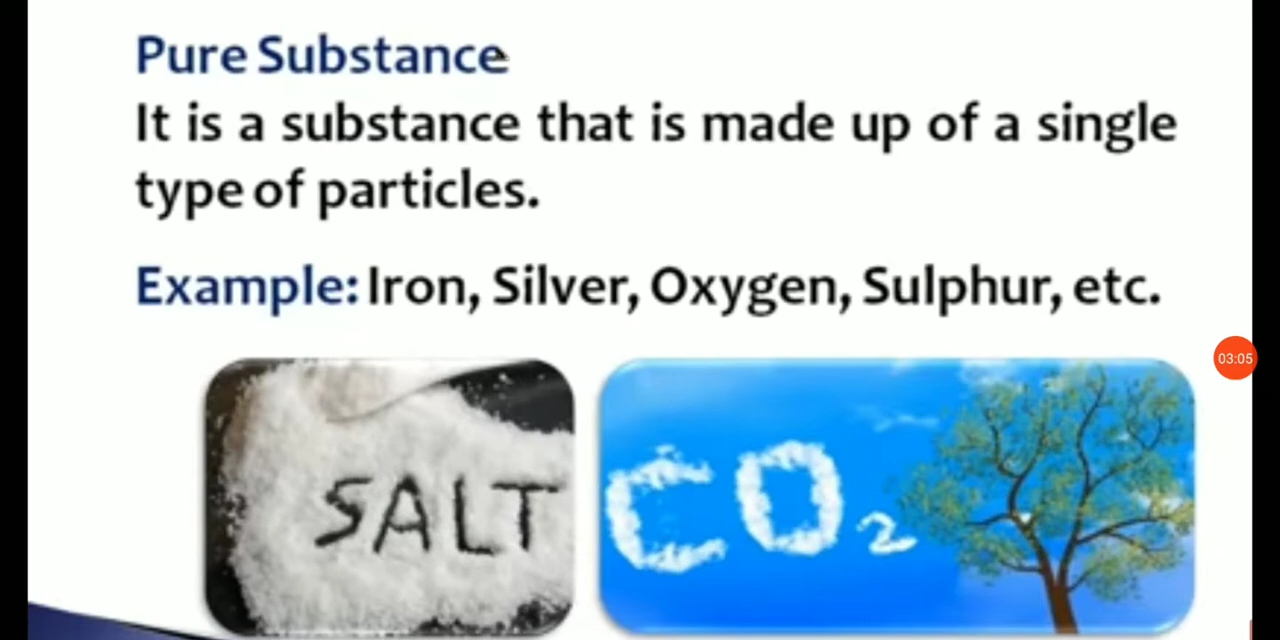 Pure Substance
It is a substance that is made up of a single
type of particles.
Example: Iron, Silver, Oxygen, Sulphur, etc.
03:05
SALT
CO₂